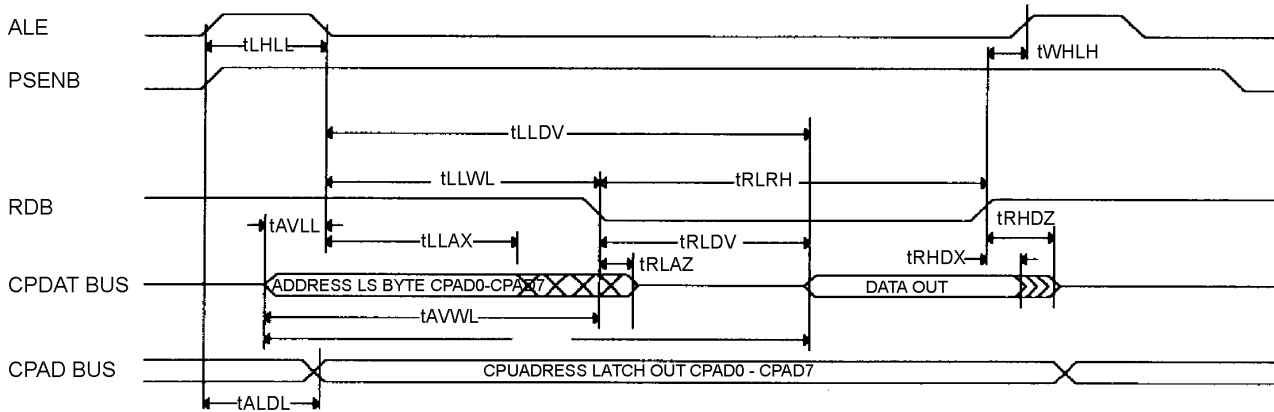 ALE
tLHLL
tWHLH
PSENB
tLLDV
tLLWL
tRLRH
RDB
tAVLL
tRHDZ
tLLAX
tRLDV
tRLAZ
tRHDX
CPDAT BUS
ADDRESS LS BYTE CPAD0-CPAD7
DATA OUT
tAVWL
CPAD BUS
CPUADRESS LATCH OUT CPAD0 - CPAD7
tALDL